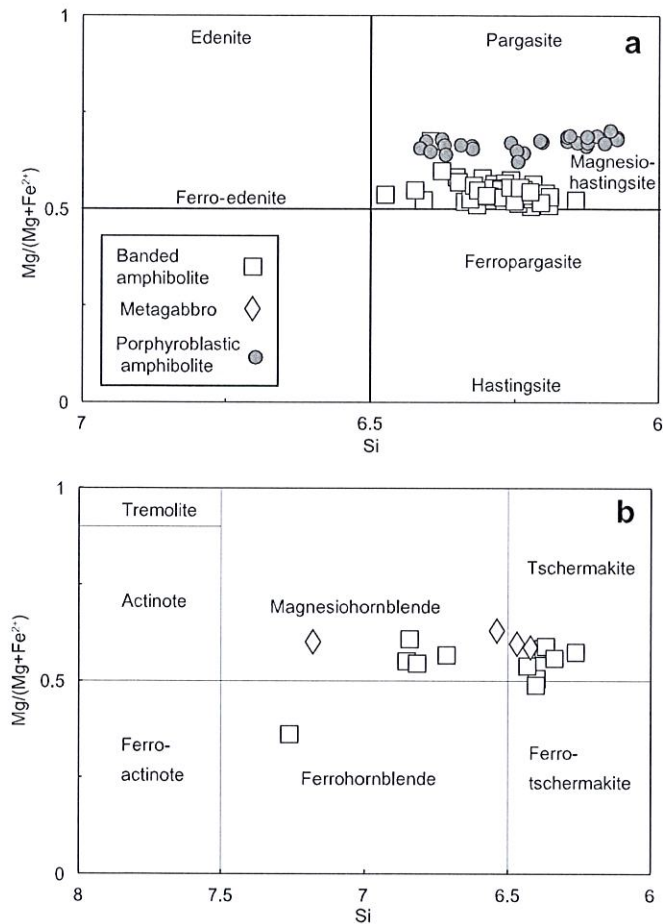 1
Edenite
Pargasite
a
Magnesio-
hastingsite
Ferro-edenite
0.5
Mg/(Mg+Fe²⁺)
Ferropargasite
Banded
amphibolite
Metagabbro
Porphyroblastic
amphibolite
Hastingsite
0
7
6.5
6
Si
1
Tremolite
b
Tschermakite
Actinote
Magnesiohornblende
0.5
Mg/(Mg+Fe²⁺)
Ferro-
actinote
Ferrohornblende
Ferro-
tschermakite
0
8
7.5
7
6.5
6
Si